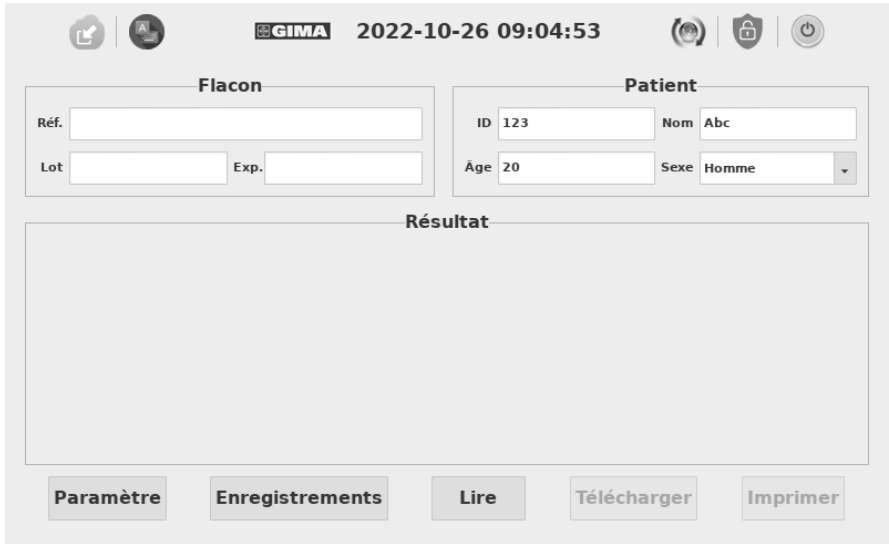 GIMA 2022-10-26 09:04:53
Flacon
Réf.
Lot Exp.
Patient
ID 123 Nom Abc
Âge 20 Sexe Homme
Résultat
Paramètre Enregistrements Lire Télécharger Imprimer